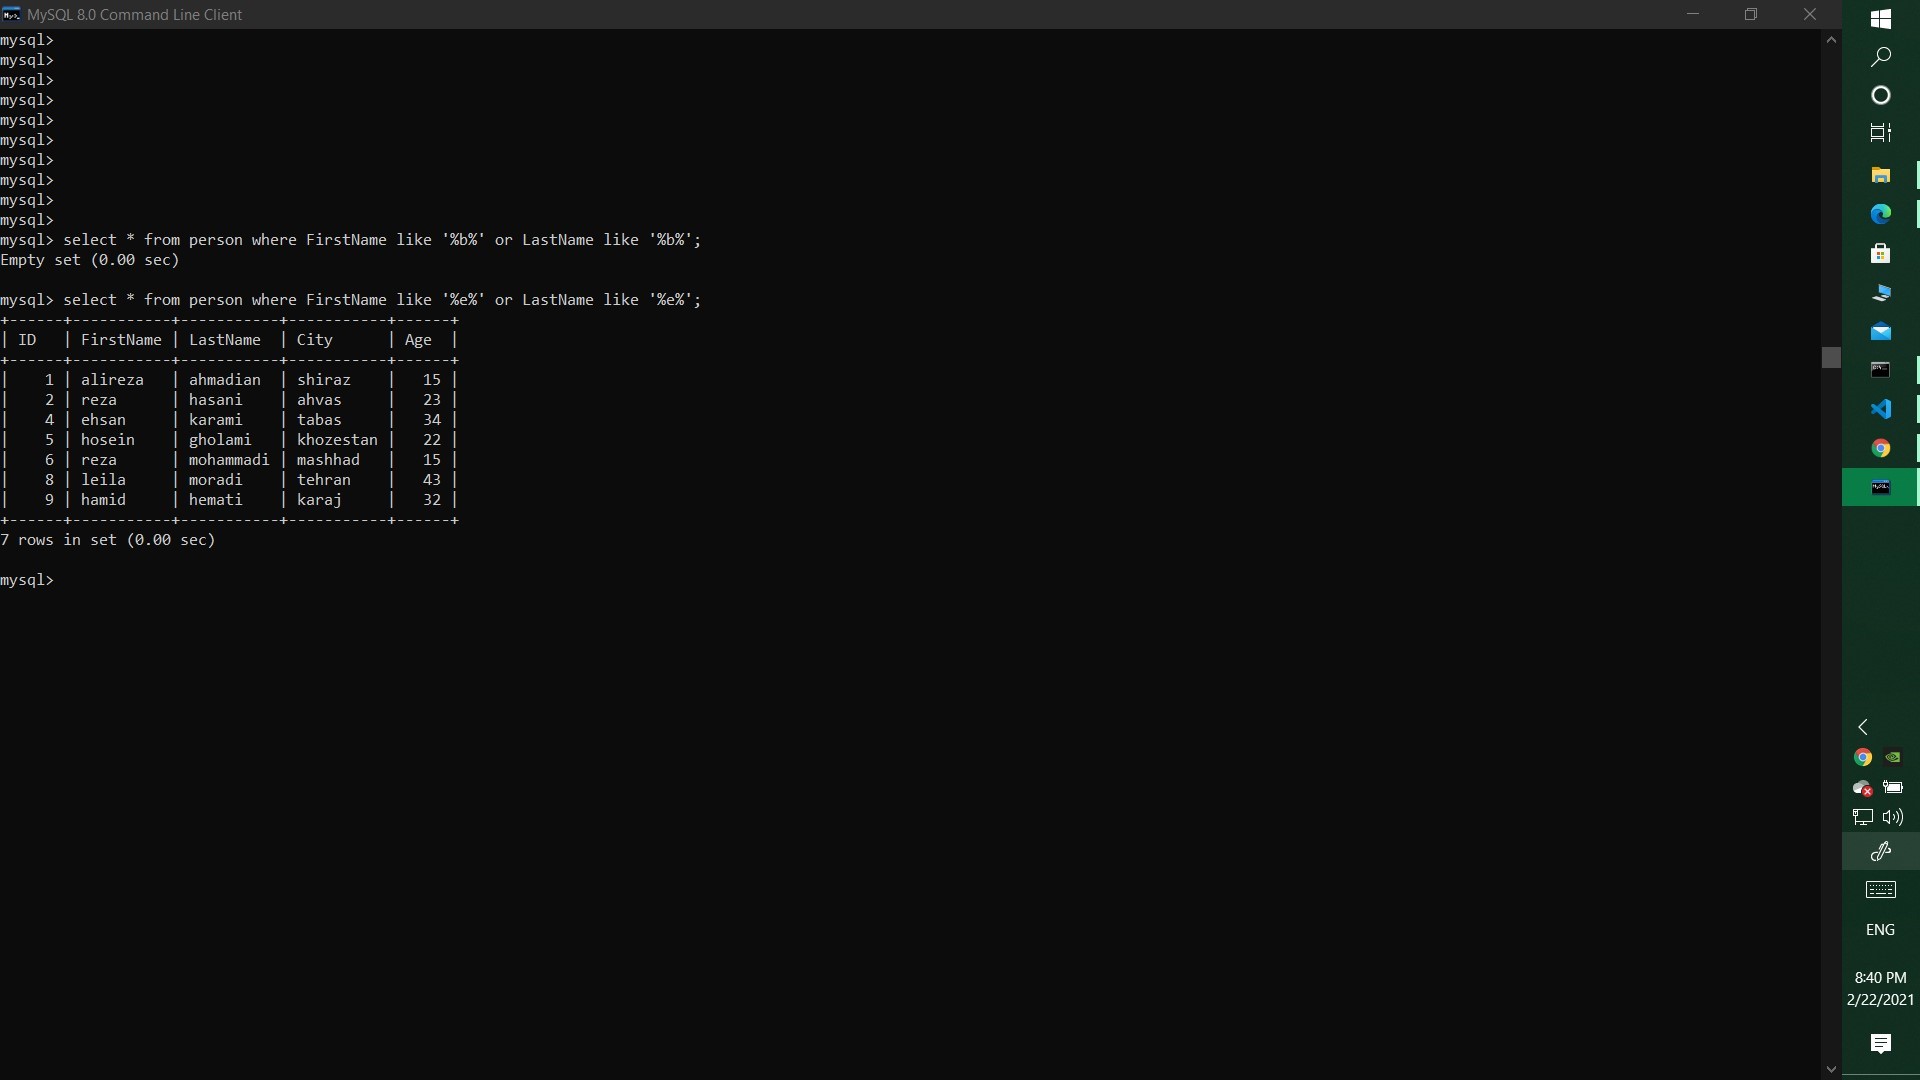 MySQL 8.0 Command Line Client
mysql>
mysql>
mysql>
mysql>
mysql>
mysql>
mysql>
mysql>
mysql>
mysql>
mysql> select * from person where FirstName like '%b%' or LastName like '%b%';
Empty set (0.00 sec)
mysql> select * from person where FirstName like '%e%' or LastName like '%e%';
+------+-----------+-----------+-----------+------+
| ID   | FirstName | LastName  | City      | Age  |
+------+-----------+-----------+-----------+------+
|    1 | alireza   | ahmadian  | shiraz    |   15 |
|    2 | reza      | hasani    | ahvas     |   23 |
|    4 | ehsan     | karami    | tabas     |   34 |
|    5 | hosein    | gholami   | khozestan |   22 |
|    6 | reza      | mohammadi | mashhad   |   15 |
|    8 | leila     | moradi    | tehran    |   43 |
|    9 | hamid     | hemati    | karaj     |   32 |
+------+-----------+-----------+-----------+------+
7 rows in set (0.00 sec)
mysql>
ENG
8:40 PM
2/22/2021